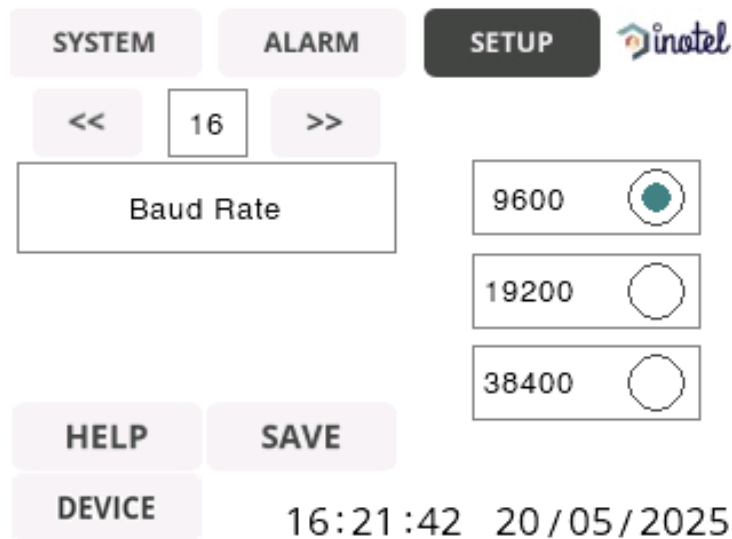 SYSTEM ALARM SETUP inotel
<< 16 >>
Baud Rate
9600
19200
38400
HELP SAVE
DEVICE
16:21:42 20/05/2025